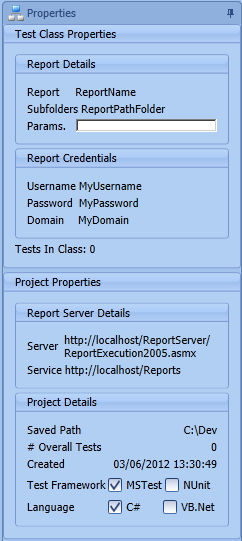 Properties
Test Class Properties
Report Details
Report ReportName
Subfolders ReportPathFolder
Params.
Report Credentials
Username MyUsername
Password MyPassword
Domain MyDomain
Tests In Class: 0
Project Properties
Report Server Details
Server http://localhost/ReportServer/
ReportExecution2005.asmx
Service http://localhost/Reports
Project Details
Saved Path C:\Dev
# Overall Tests 0
Created 03/06/2012 13:30:49
Test Framework MSTest NUnit
Language C# VB.Net